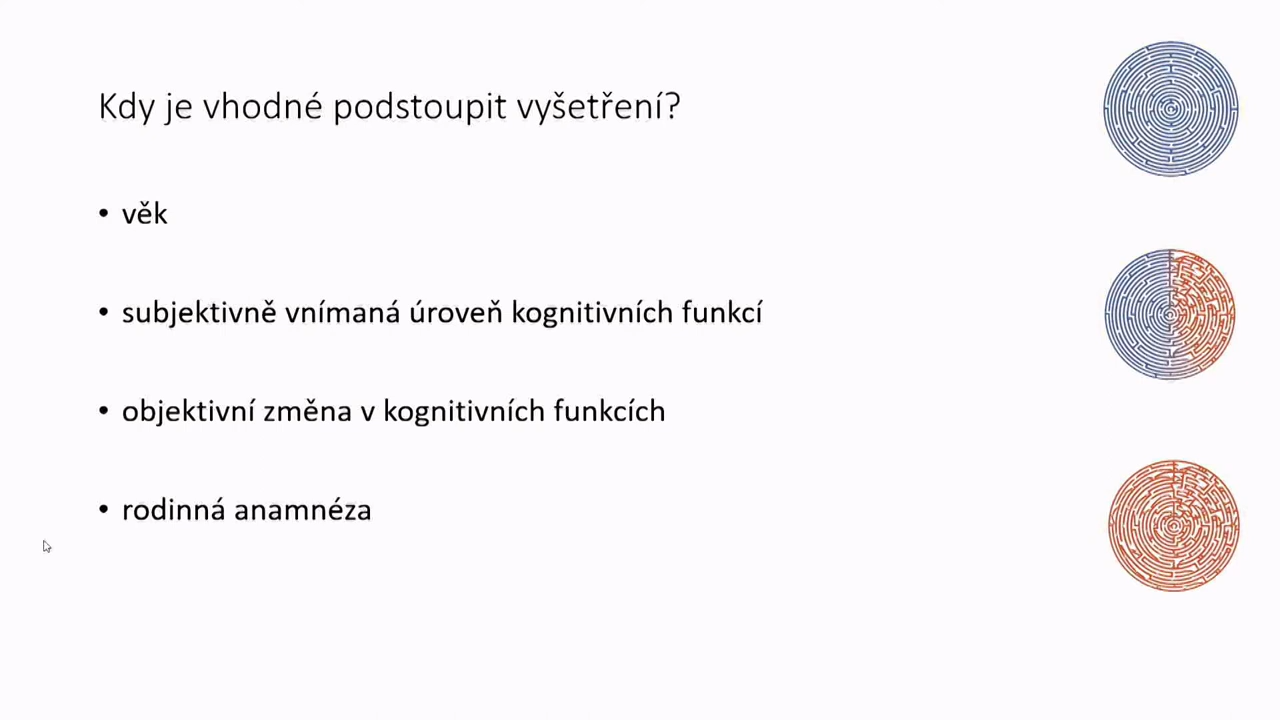 Kdy je vhodné podstoupit vyšetření?
• věk
• subjektivně vnímaná úroveň kognitivních funkcí
• objektivní změna v kognitivních funkcích
• rodinná anamnéza